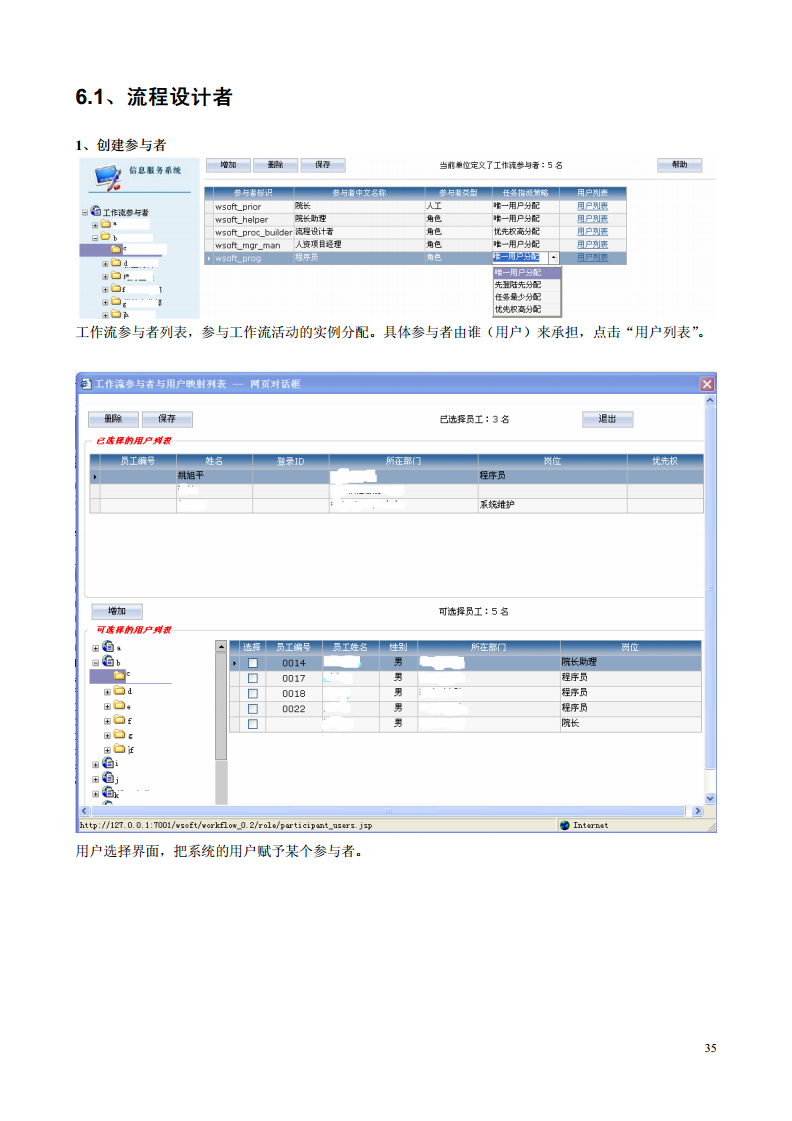 6.1、流程设计者
1、创建参与者
信息服务系统
增加 删除 保存 当前单位定义了工作流参与者：5 名 帮助
工作流参与者
a
b
c
d
e
f
g
h
参与者标识 参与者中文名称 参与者类型 任务指派策略 用户列表
wsoft_prior 院长 人工 唯一用户分配 用户列表
wsoft_helper 院长助理 角色 唯一用户分配 用户列表
wsoft_proc_builder 流程设计者 角色 优先权高分配 用户列表
wsoft_mgr_man 人资项目经理 角色 唯一用户分配 用户列表
wsoft_prog 程序员 角色 唯一用户分配 用户列表
唯一用户分配
先登陆先分配
任务最少分配
优先权高分配
工作流参与者列表，参与工作流活动的实例分配。具体参与者由谁（用户）来承担，点击“用户列表”。
工作流参与者与用户映射列表 -- 网页对话框
删除 保存 已选择员工：3 名 退出
已选择的用户列表
员工编号 姓名 登录ID 所在部门 岗位 优先权
姚旭平 程序员
系统维护
增加 可选择员工：5 名
可选择的用户列表
a
b
c
d
e
f
g
jf
i
j
k
选择 员工编号 员工姓名 性别 所在部门 岗位
0014 男 院长助理
0017 男 程序员
0018 男 程序员
0022 男 程序员
男 院长
http://127.0.0.1:7001/wsoft/workflow_0.2/role/participant_users.jsp Internet
用户选择界面，把系统的用户赋予某个参与者。
35